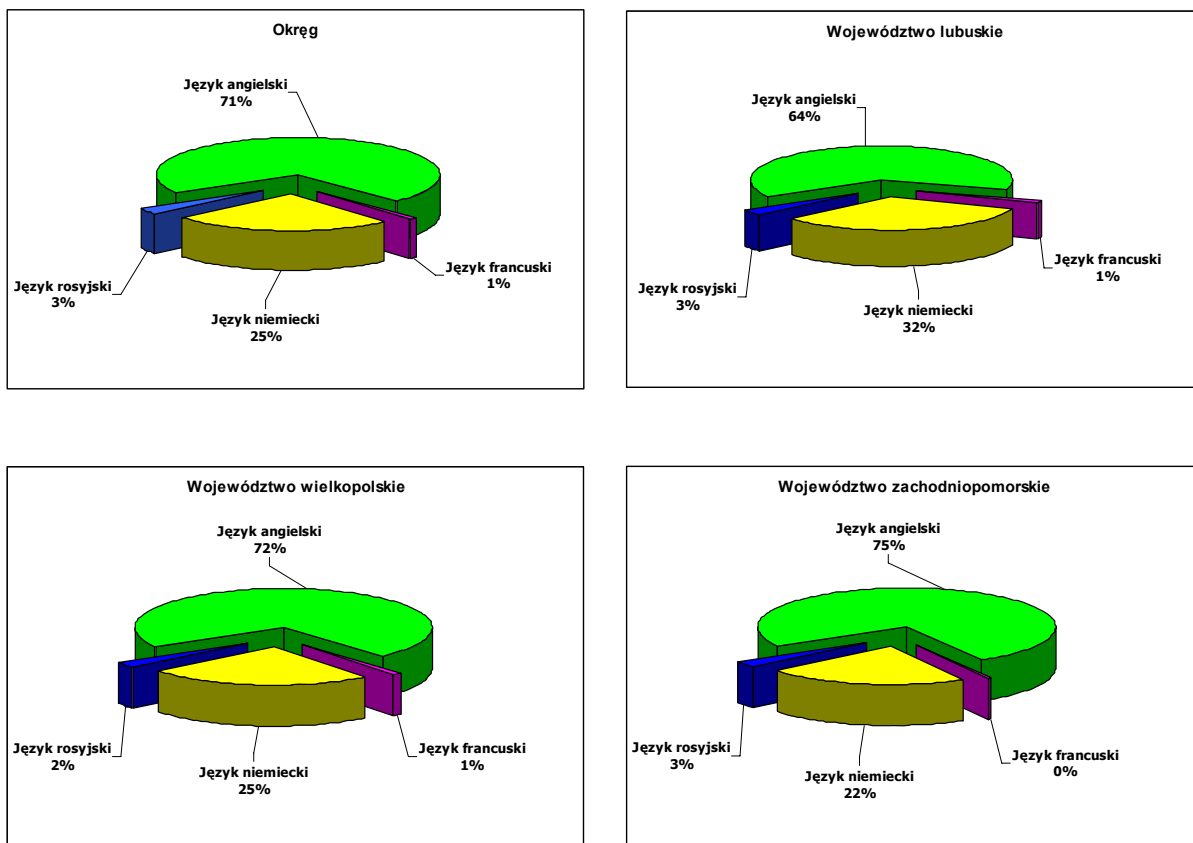 Okręg
Język angielski
71%
Język rosyjski
3%
Język niemiecki
25%
Język francuski
1%
Województwo lubuskie
Język angielski
64%
Język rosyjski
3%
Język niemiecki
32%
Język francuski
1%
Województwo wielkopolskie
Język angielski
72%
Język rosyjski
2%
Język niemiecki
25%
Język francuski
1%
Województwo zachodniopomorskie
Język angielski
75%
Język rosyjski
3%
Język niemiecki
22%
Język francuski
0%